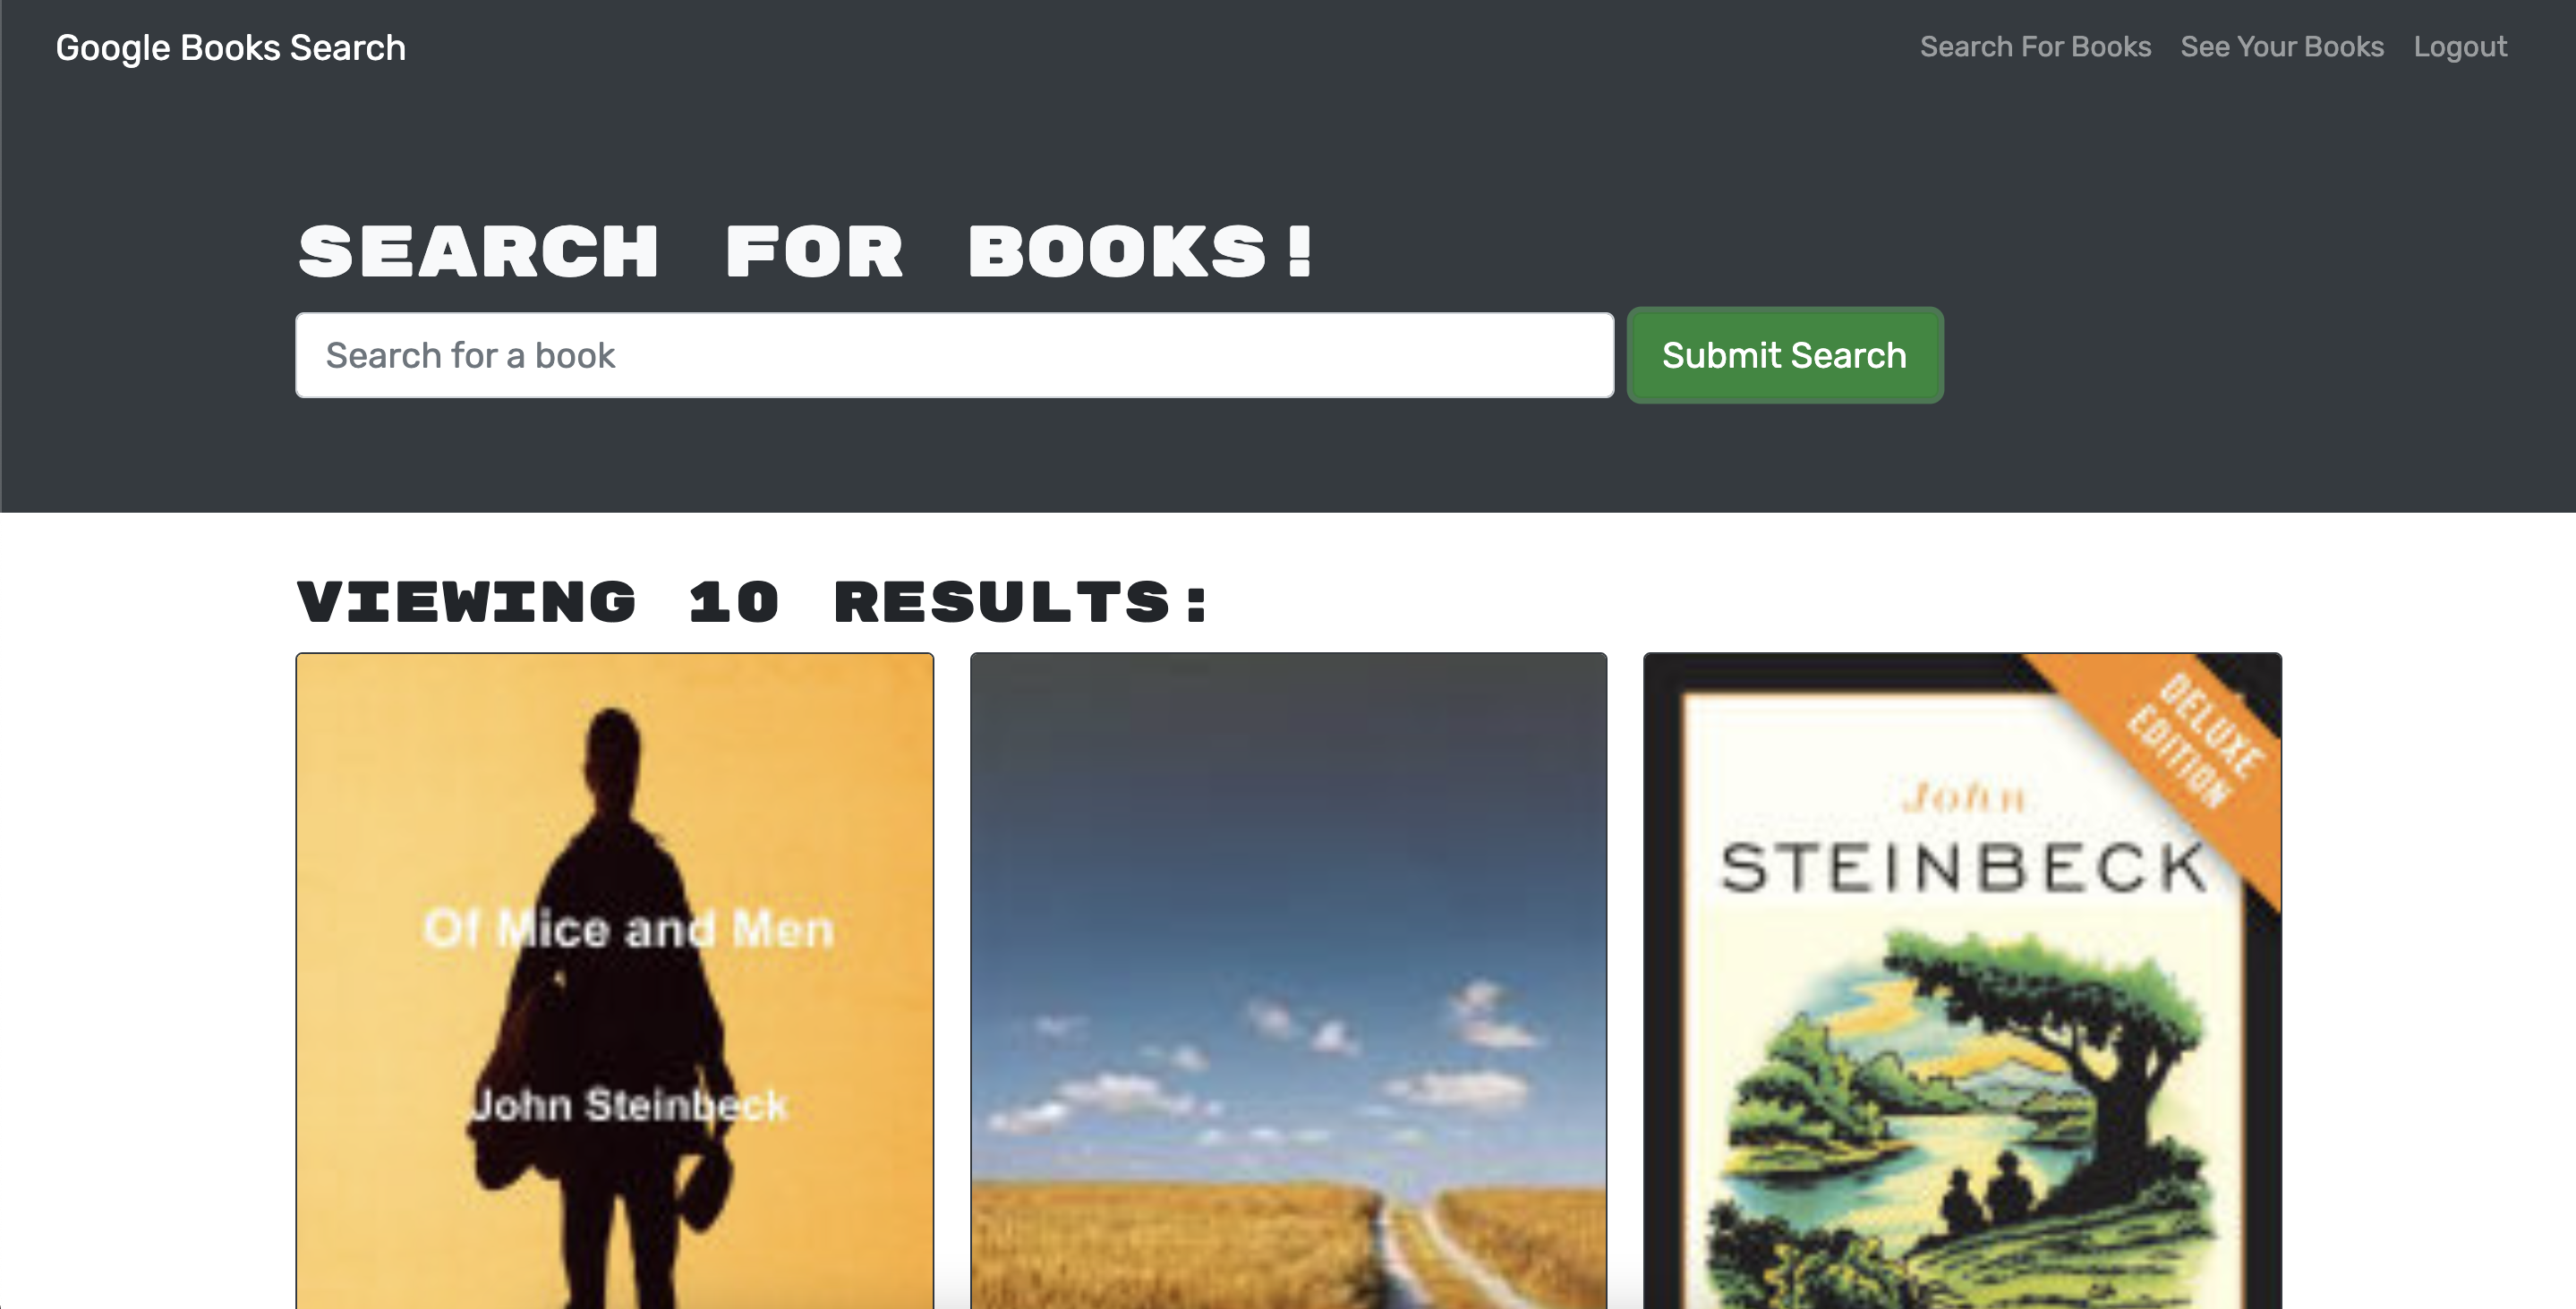 Google Books Search
Search For Books See Your Books Logout
SEARCH FOR BOOKS!
Search for a book
Submit Search
VIEWING 10 RESULTS:
Of Mice and Men
John Steinbeck
DELUXE
EDITION
John
STEINBECK